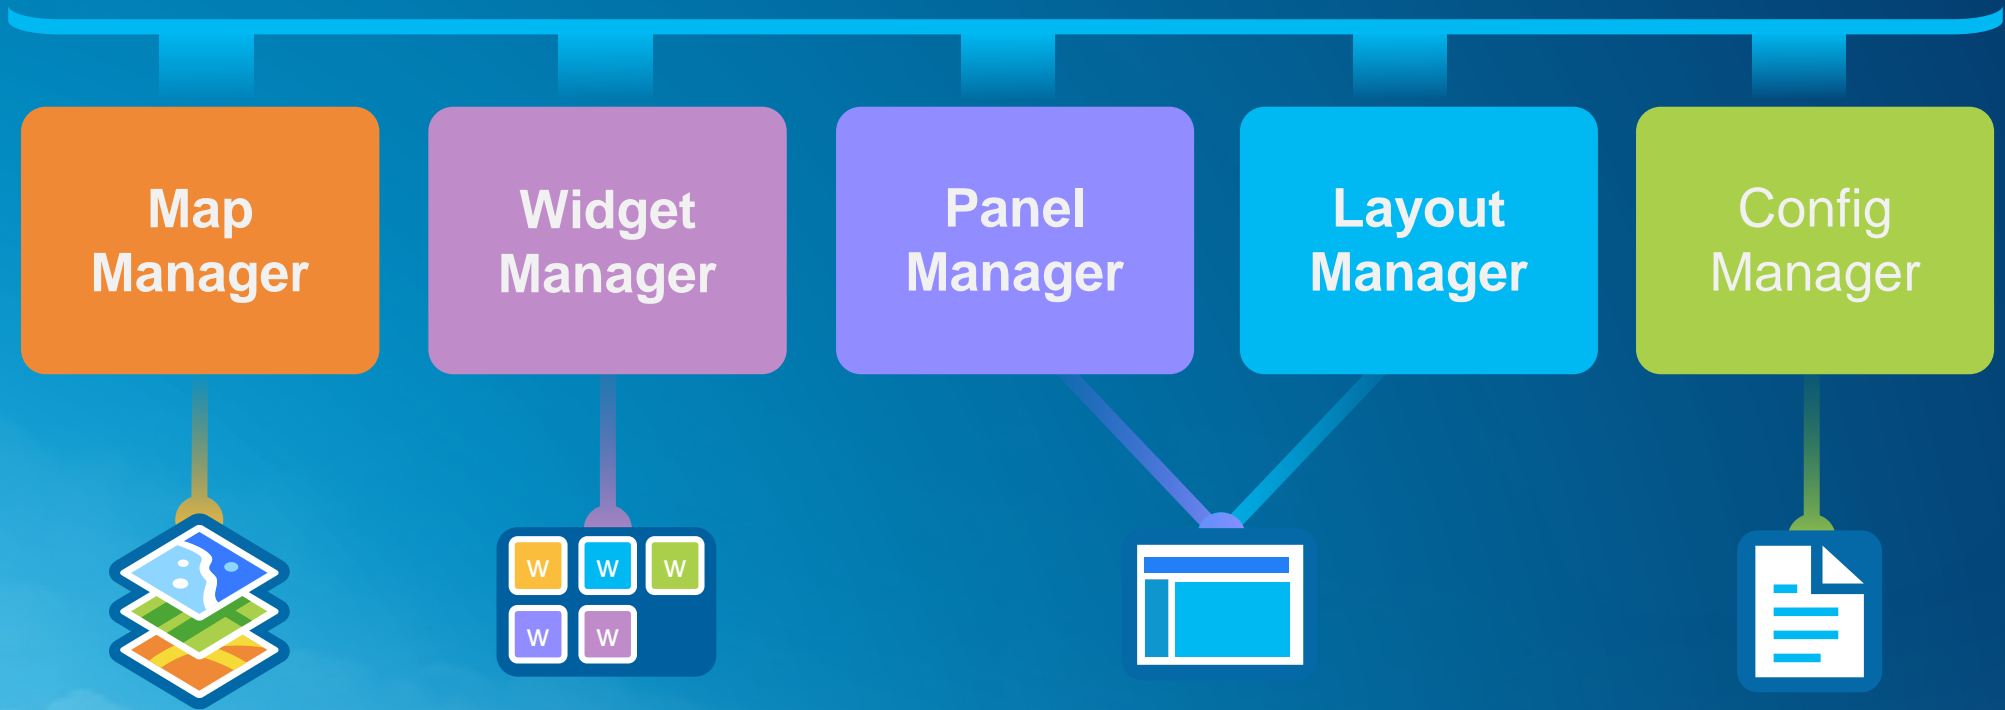 Map
Manager
Widget
Manager
Panel
Manager
Layout
Manager
Config
Manager
W W W
W W